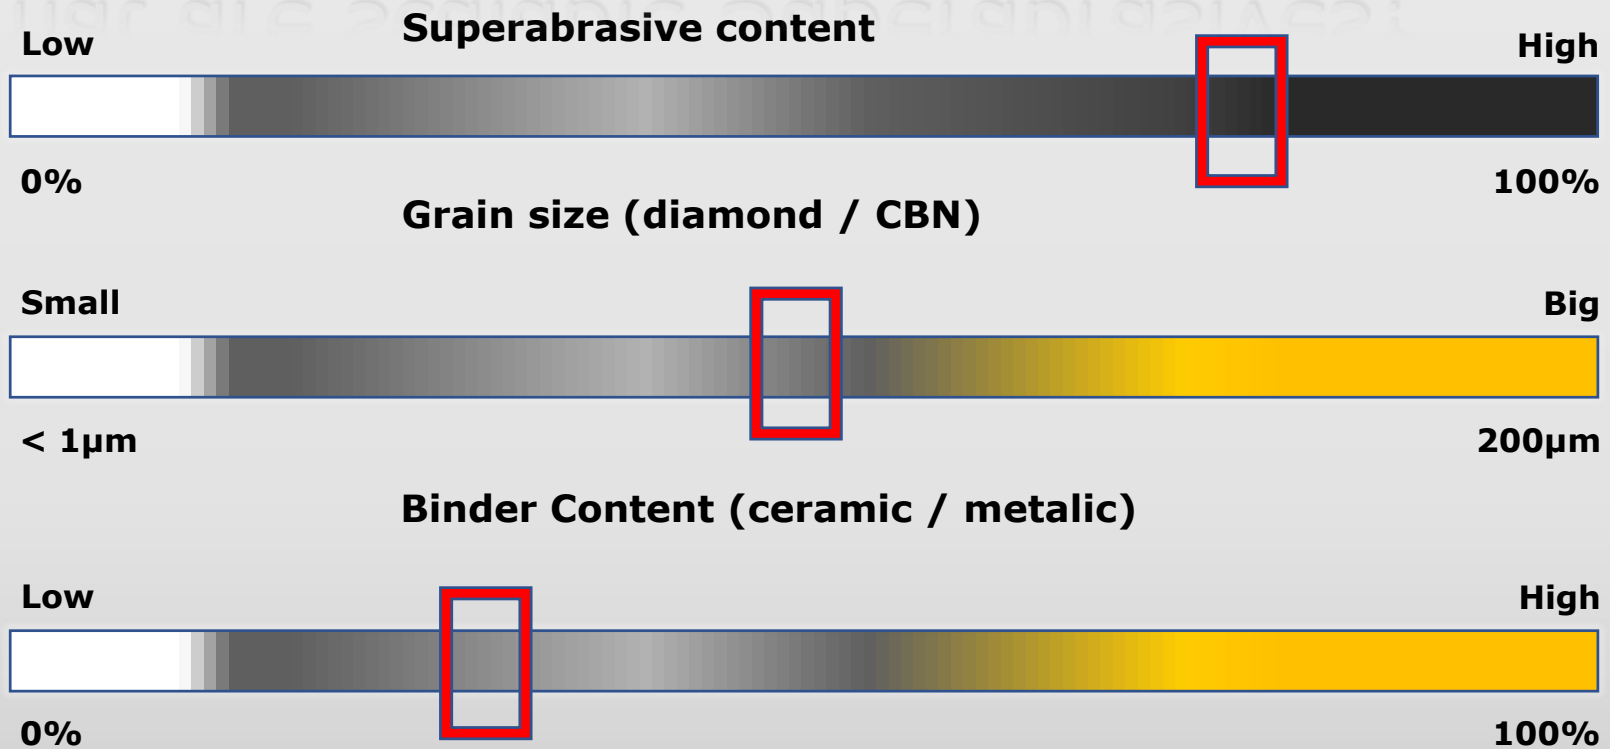 Superabrasive content
Low High
0% 100%
Grain size (diamond / CBN)
Small Big
< 1µm 200µm
Binder Content (ceramic / metalic)
Low High
0% 100%